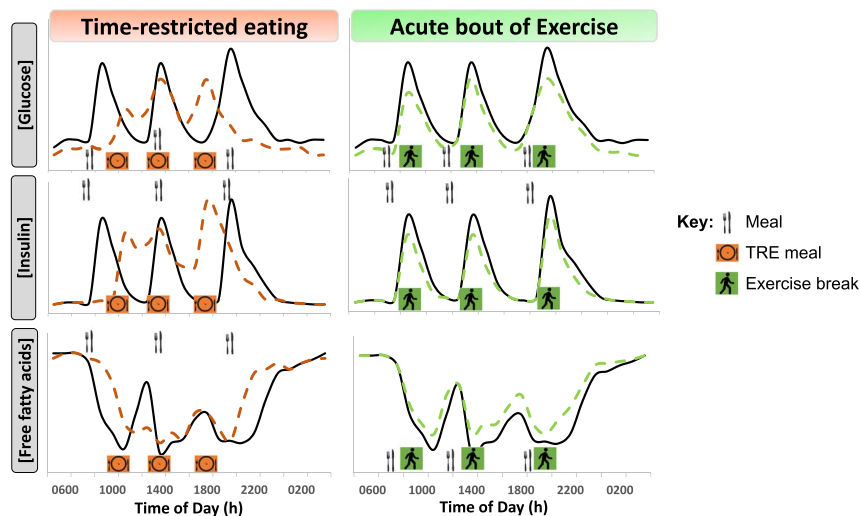 Time-restricted eating
Acute bout of Exercise
[Glucose]
[Insulin]
[Free fatty acids]
Key: Meal
TRE meal
Exercise break
0600 1000 1400 1800 2200 0200
Time of Day (h)
0600 1000 1400 1800 2200 0200
Time of Day (h)